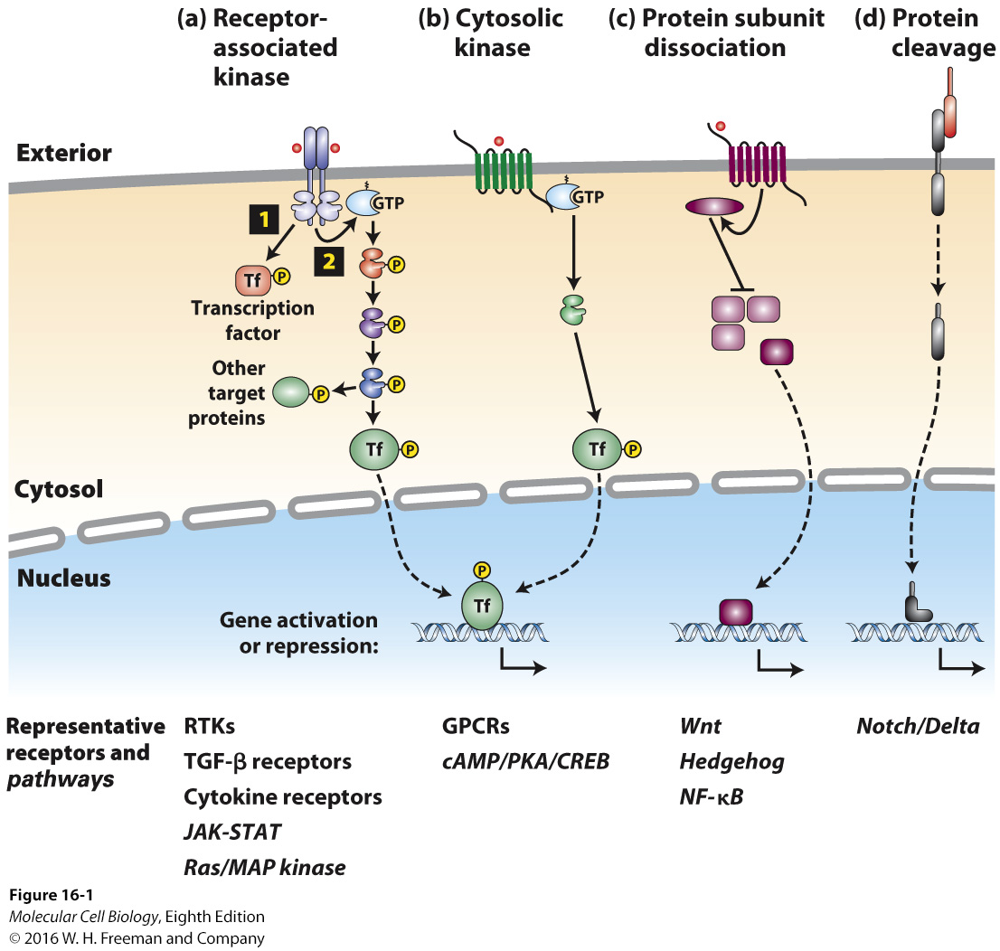 (a) Receptor-
associated
kinase
(b) Cytosolic
kinase
(c) Protein subunit
dissociation
(d) Protein
cleavage
Exterior
GTP
GTP
1
2
P
Tf
P
Transcription
factor
P
Other
target
proteins
P
P
Tf
P
Tf
P
Cytosol
Nucleus
P
Tf
Gene activation
or repression:
Representative
receptors and
pathways
RTKs
TGF-β receptors
Cytokine receptors
JAK-STAT
Ras/MAP kinase
GPCRs
cAMP/PKA/CREB
Wnt
Hedgehog
NF-κB
Notch/Delta
Figure 16-1
Molecular Cell Biology, Eighth Edition
© 2016 W. H. Freeman and Company